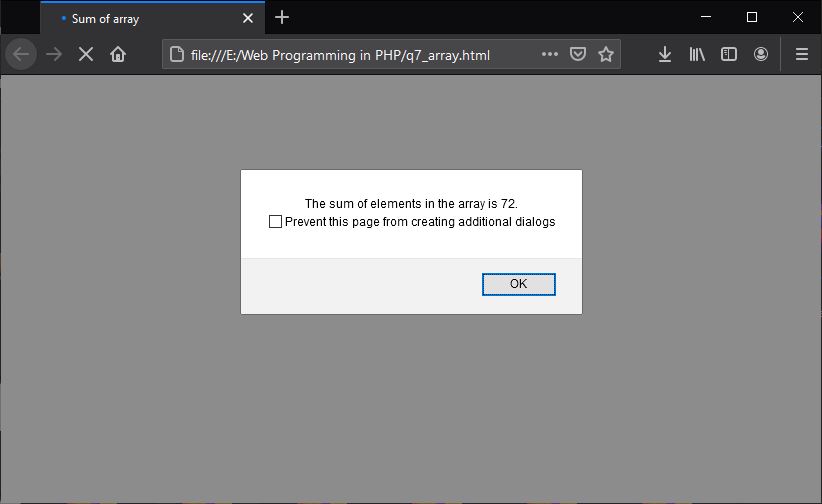 Sum of array
file:///E:/Web Programming in PHP/q7_array.html
The sum of elements in the array is 72.
Prevent this page from creating additional dialogs
OK